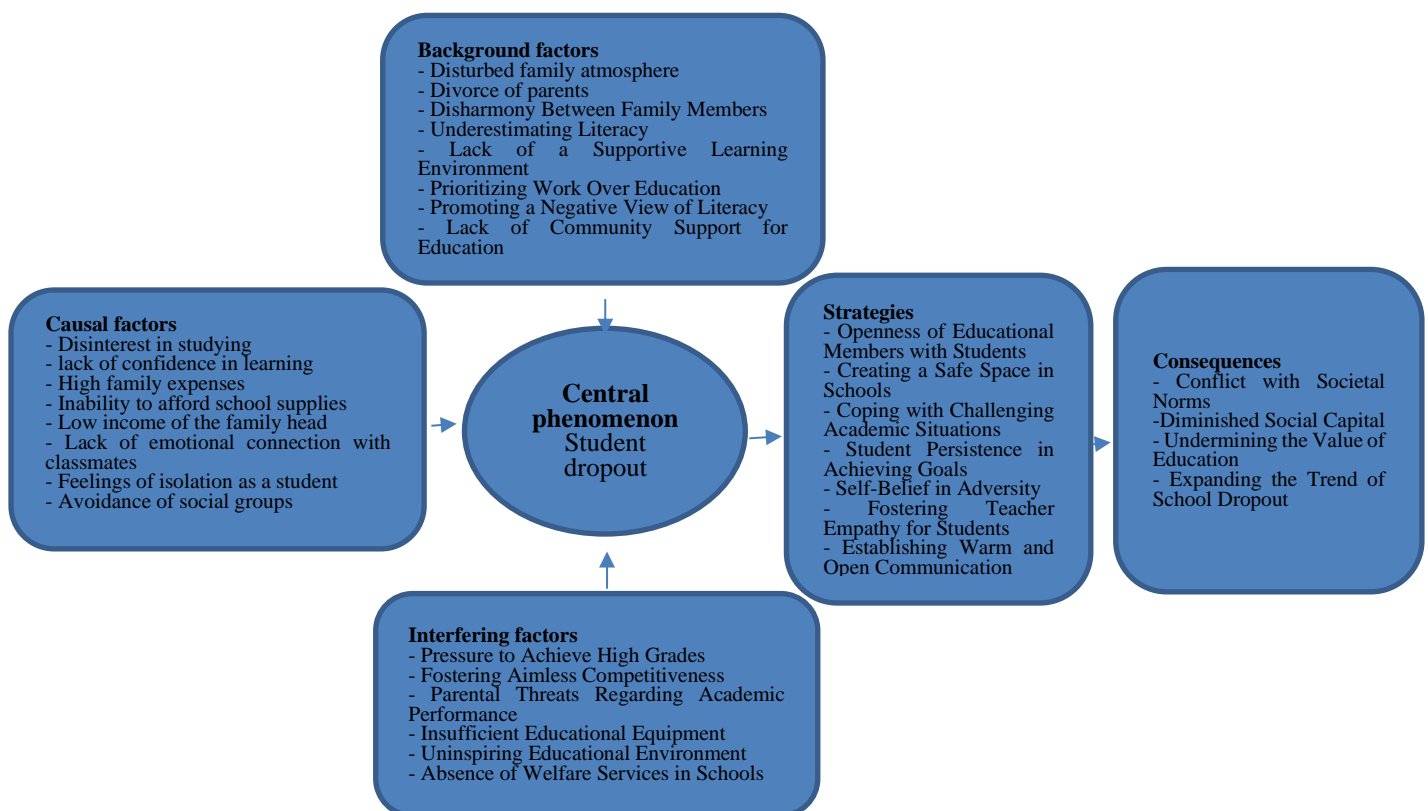 Background factors
- Disturbed family atmosphere
- Divorce of parents
- Disharmony Between Family Members
- Underestimating Literacy
- Lack of a Supportive Learning
Environment
- Prioritizing Work Over Education
- Promoting a Negative View of Literacy
- Lack of Community Support for
Education
Causal factors
- Disinterest in studying
- lack of confidence in learning
- High family expenses
- Inability to afford school supplies
- Low income of the family head
- Lack of emotional connection with
classmates
- Feelings of isolation as a student
- Avoidance of social groups
Central
phenomenon
Student
dropout
Strategies
- Openness of Educational
Members with Students
- Creating a Safe Space in
Schools
- Coping with Challenging
Academic Situations
- Student Persistence in
Achieving Goals
- Self-Belief in Adversity
- Fostering Teacher
Empathy for Students
- Establishing Warm and
Open Communication
Consequences
- Conflict with Societal
Norms
-Diminished Social Capital
- Undermining the Value of
Education
- Expanding the Trend of
School Dropout
Interfering factors
- Pressure to Achieve High Grades
- Fostering Aimless Competitiveness
- Parental Threats Regarding Academic
Performance
- Insufficient Educational Equipment
- Uninspiring Educational Environment
- Absence of Welfare Services in Schools